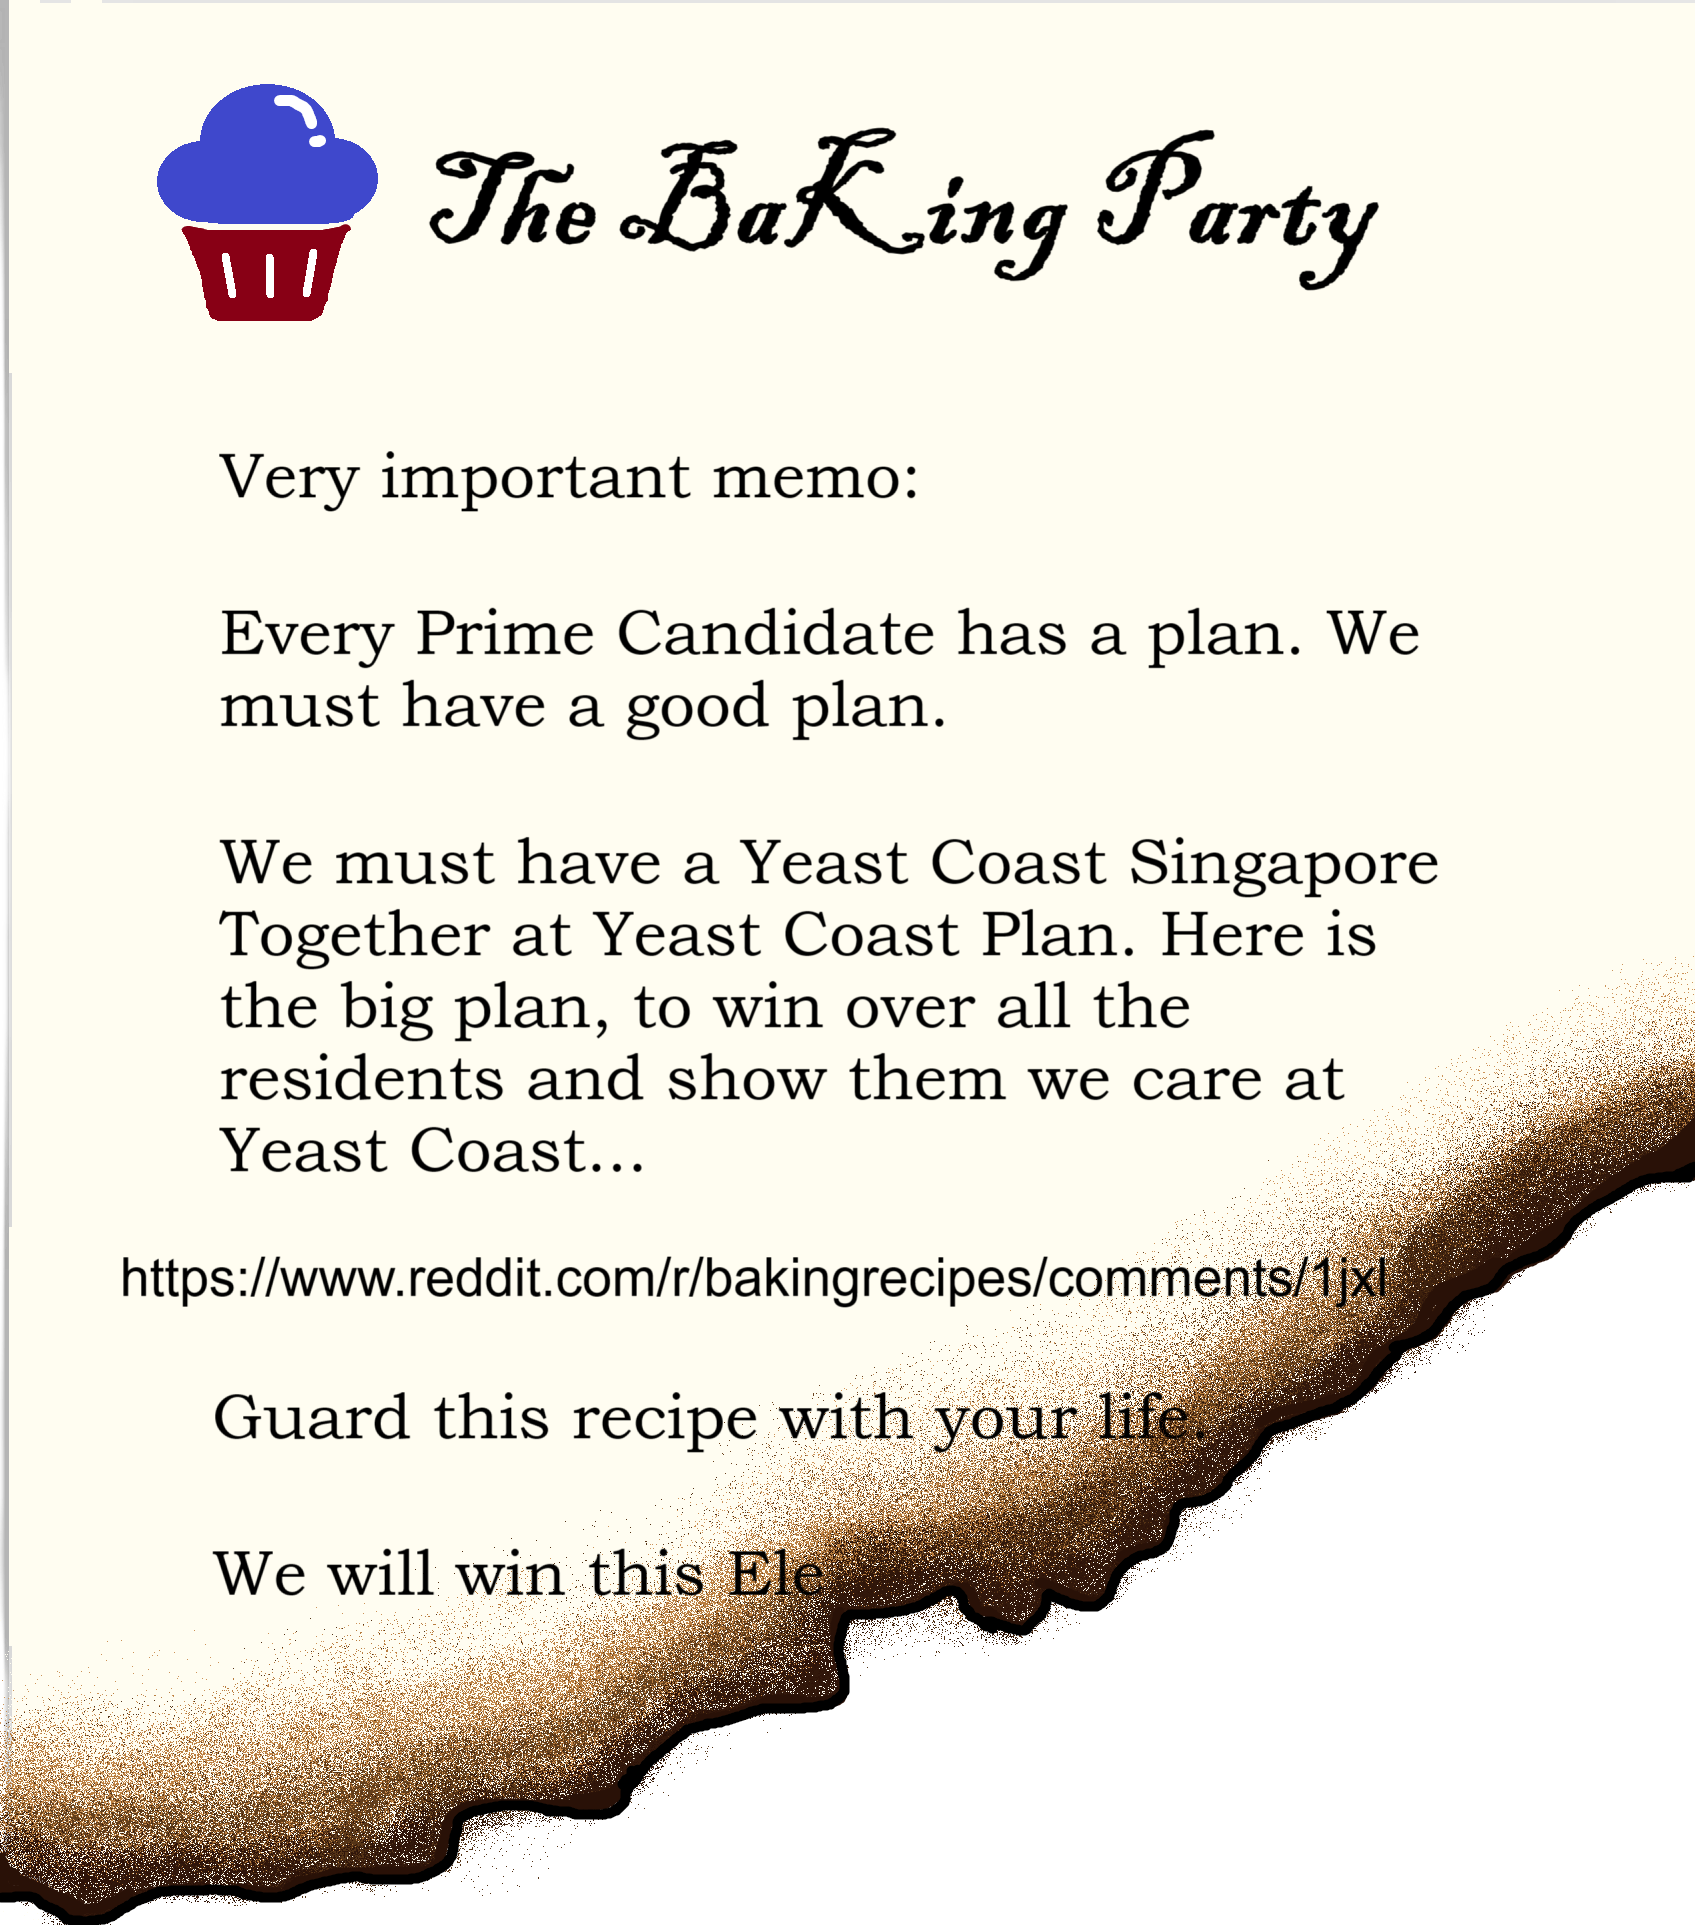 The BaKing Party
Very important memo:
Every Prime Candidate has a plan. We
must have a good plan.
We must have a Yeast Coast Singapore
Together at Yeast Coast Plan. Here is
the big plan, to win over all the
residents and show them we care at
Yeast Coast...
https://www.reddit.com/r/bakingrecipes/comments/1jxl
Guard this recipe with your life.
We will win this Ele